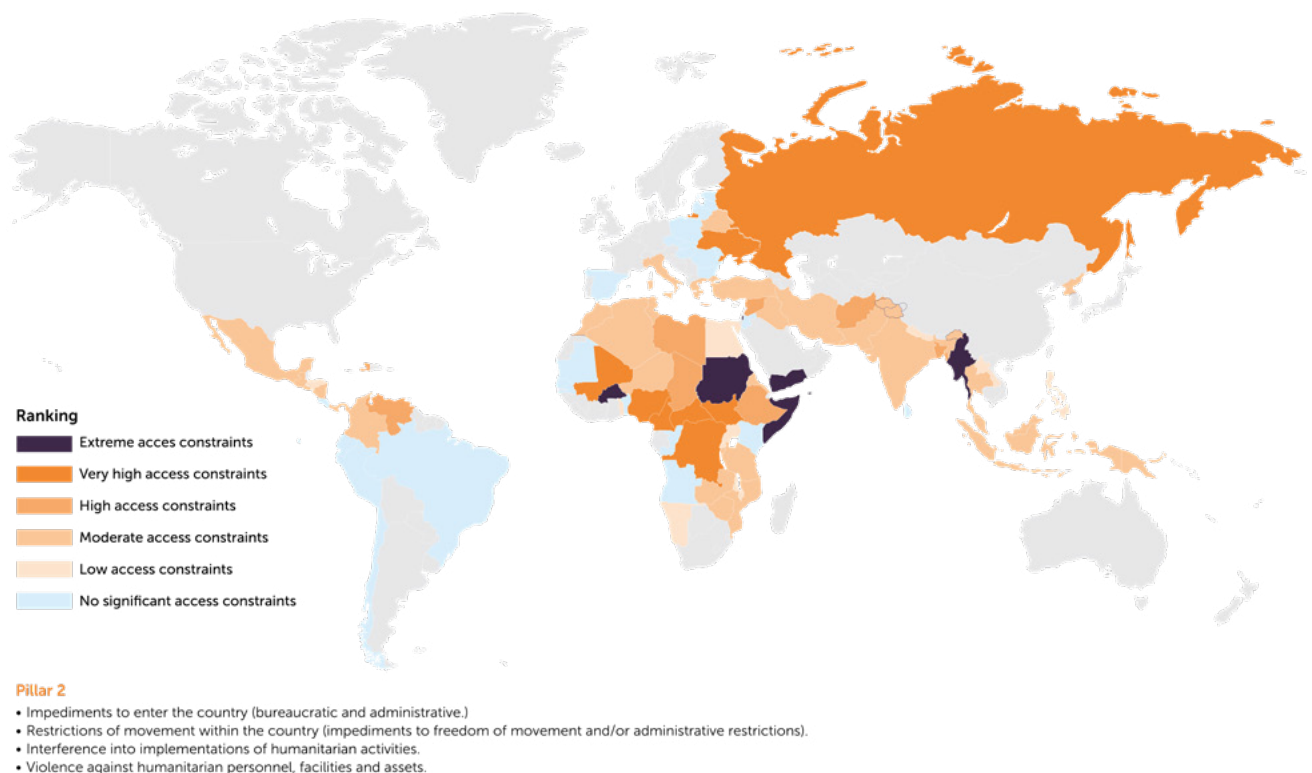 Ranking
Extreme acces constraints
Very high access constraints
High access constraints
Moderate access constraints
Low access constraints
No significant access constraints
Pillar 2
• Impediments to enter the country (bureaucratic and administrative.)
• Restrictions of movement within the country (impediments to freedom of movement and/or administrative restrictions).
• Interference into implementations of humanitarian activities.
• Violence against humanitarian personnel, facilities and assets.